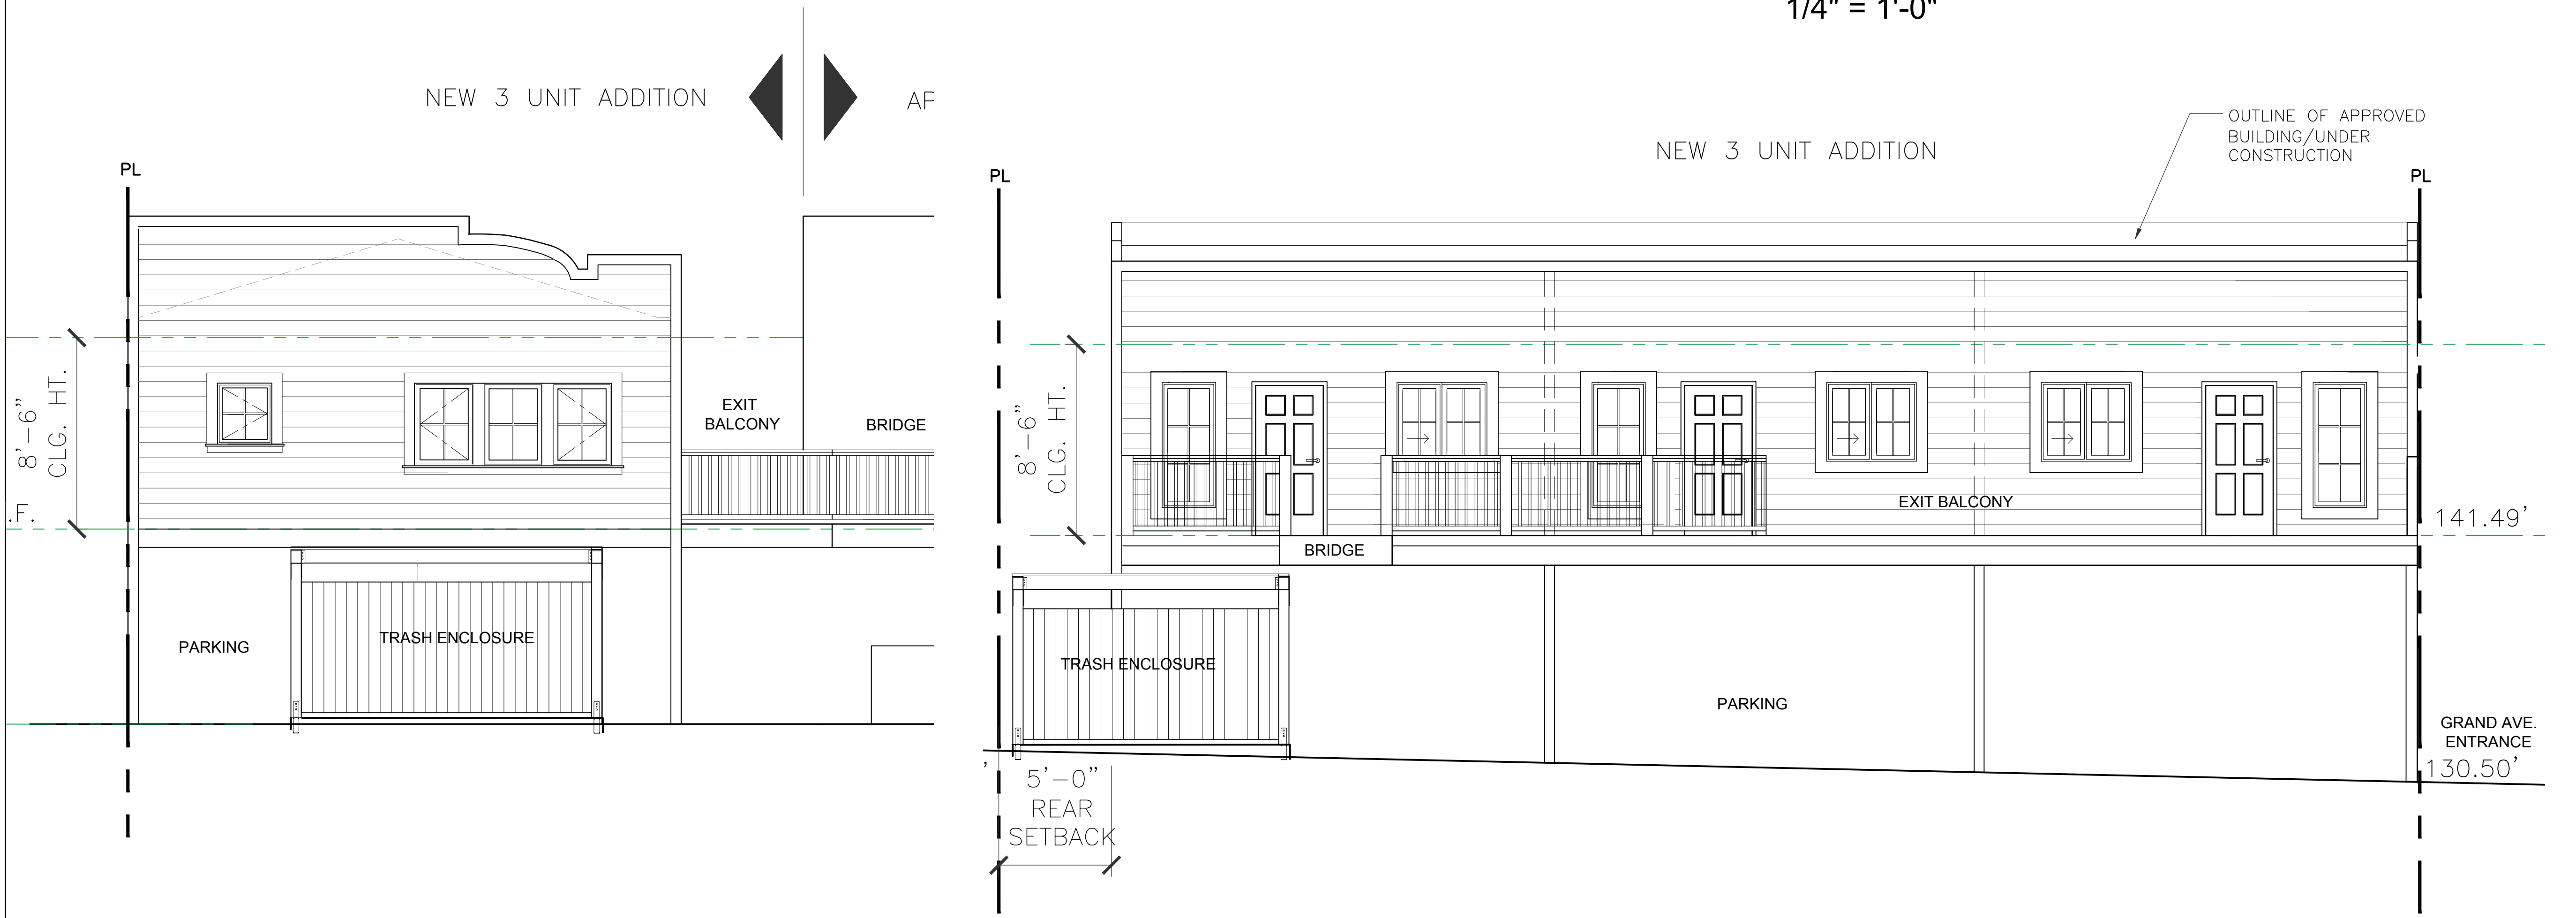 1/4" = 1'-0"
NEW 3 UNIT ADDITION
AP
PL
8'-6"
CLG. HT.
.F.
EXIT
BALCONY
BRIDGE
PARKING
TRASH ENCLOSURE
NEW 3 UNIT ADDITION
OUTLINE OF APPROVED
BUILDING/UNDER
CONSTRUCTION
PL
PL
8'-6"
CLG. HT.
EXIT BALCONY
BRIDGE
141.49'
TRASH ENCLOSURE
PARKING
GRAND AVE.
ENTRANCE
130.50'
'
5'-0"
REAR
SETBACK